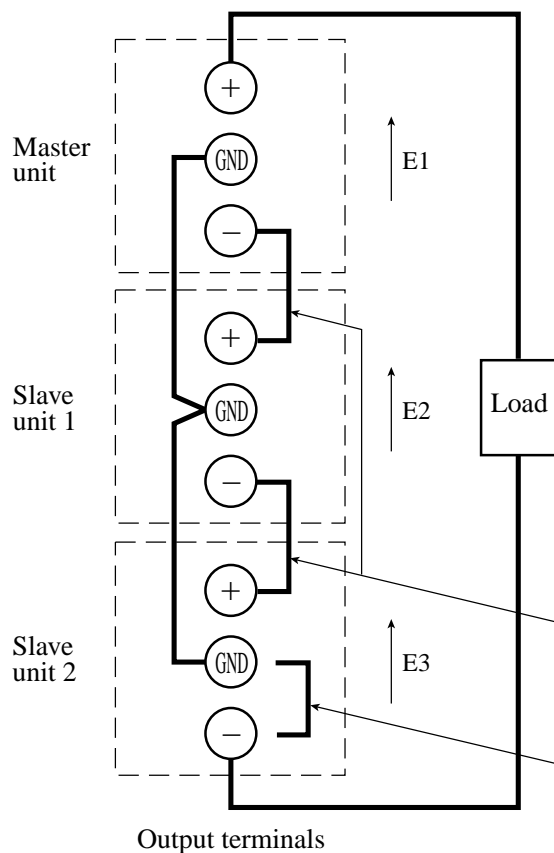 +
Master
unit
GND
E1
−
+
Slave
unit 1
GND
E2
Load
−
+
Slave
unit 2
GND
E3
−
Output terminals